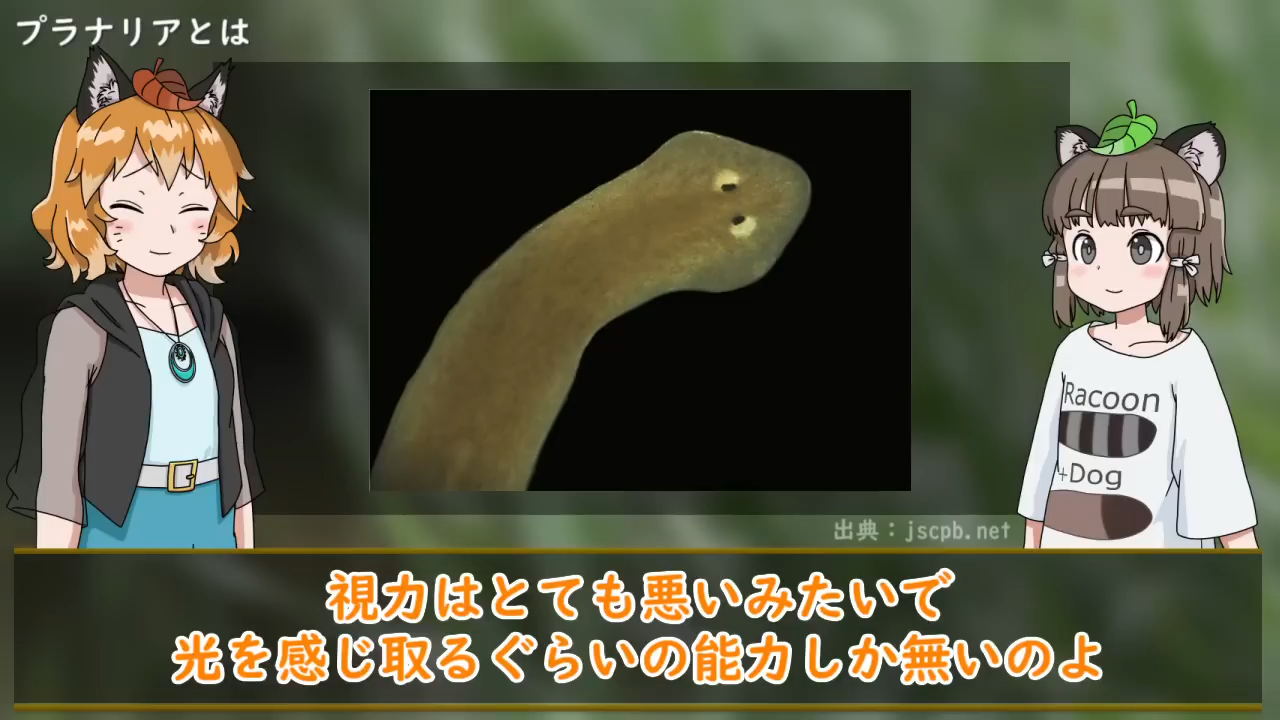 プラナリアとは
Racoon
+Dog
出典：jscpb.net
視力はとても悪いみたいで
光を感じ取るぐらいの能力しか無いのよ